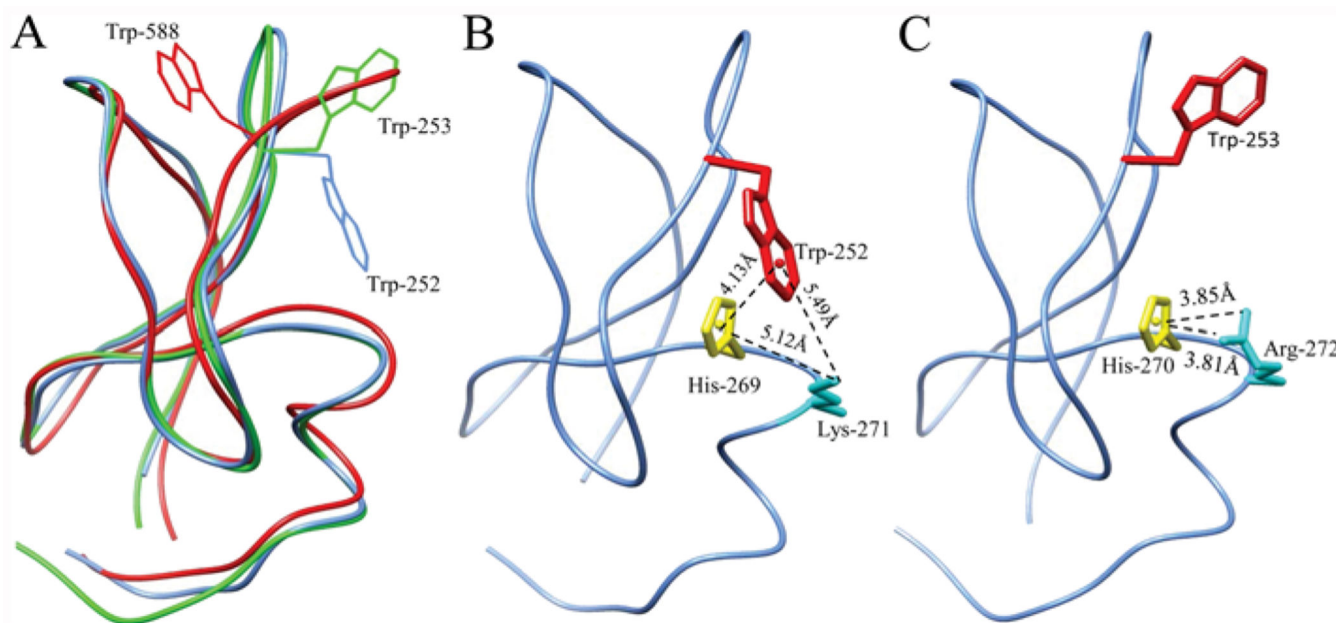 A
Trp-588
Trp-253
Trp-252
B
Trp-252
4.13Å
5.49Å
5.12Å
His-269
Lys-271
C
Trp-253
3.85Å
His-270
3.81Å
Arg-272